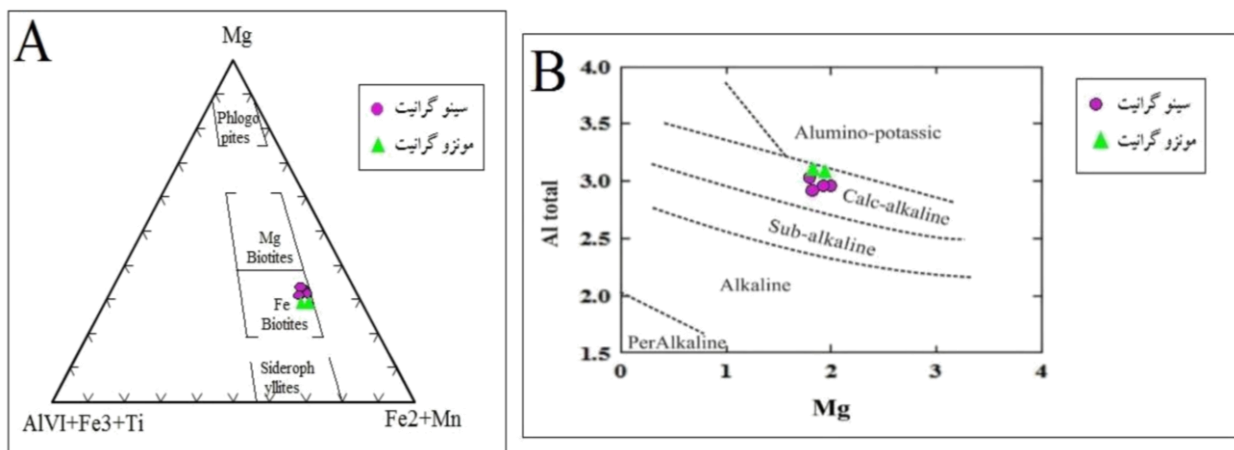 A
Mg
سینو گرانیت
مونزو گرانیت
Phlogo
pites
Mg
Biotites
Fe
Biotites
Sideroph
yllites
AlVI+Fe3+Ti
Fe2+Mn
B
4.0
3.5
3.0
2.5
2.0
1.5
Al total
سینو گرانیت
مونزو گرانیت
Alumino-potassic
Calc-alkaline
Sub-alkaline
Alkaline
PerAlkaline
0 1 2 3 4
Mg